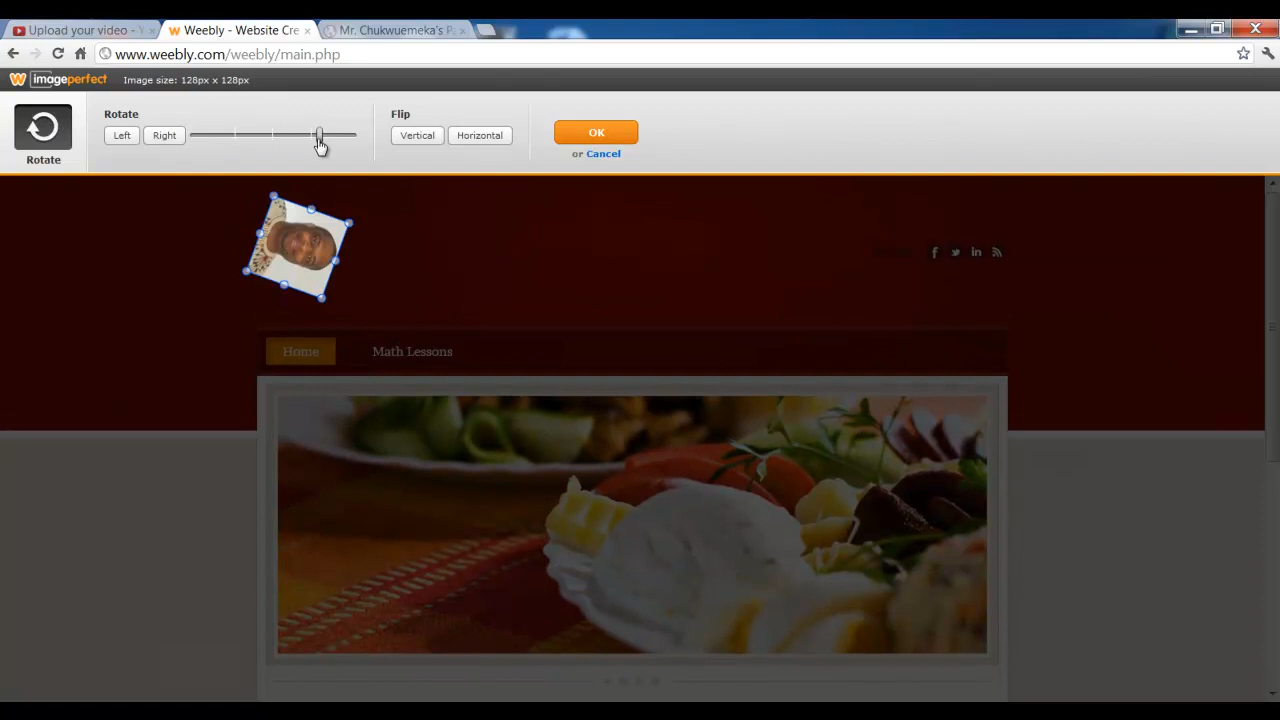 Upload your video - Y
Weebly - Website Cre
Mr. Chukwuemeka's P
www.weebly.com/weebly/main.php
imageperfect
Image size: 128px x 128px
Rotate
Rotate
Left
Right
Flip
Vertical
Horizontal
OK
or Cancel
Home
Math Lessons